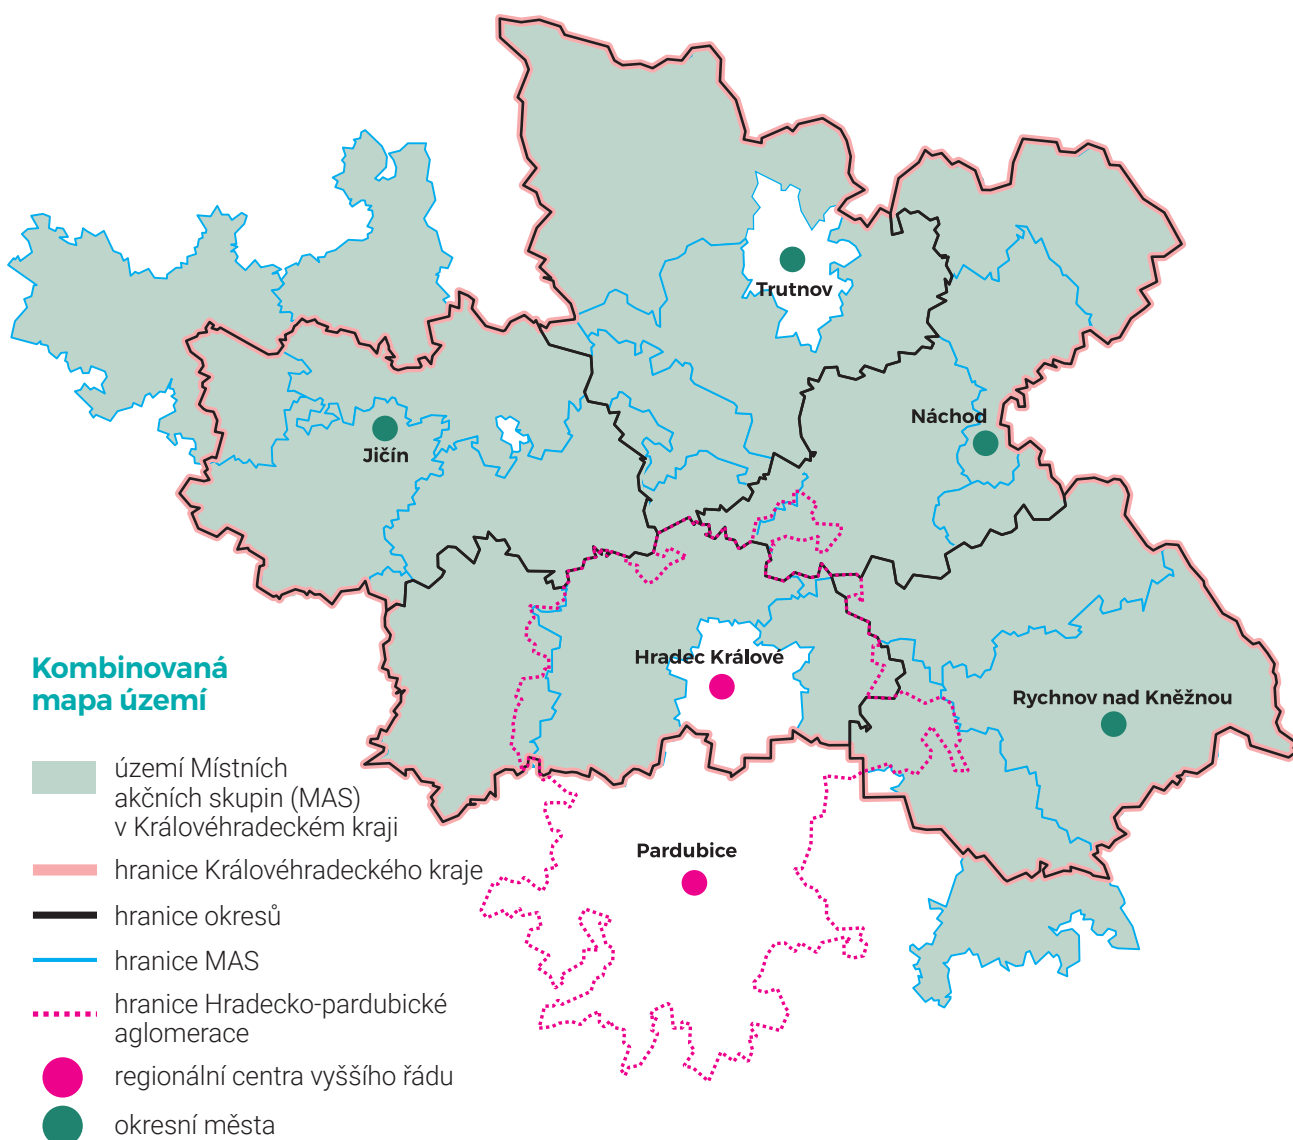 Trutnov
Náchod
Jičín
Hradec Králové
Rychnov nad Kněžnou
Pardubice
Kombinovaná
mapa území
území Místních
akčních skupin (MAS)
v Královéhradeckém kraji
hranice Královéhradeckého kraje
hranice okresů
hranice MAS
hranice Hradecko-pardubické
aglomerace
regionální centra vyššího řádu
okresní města